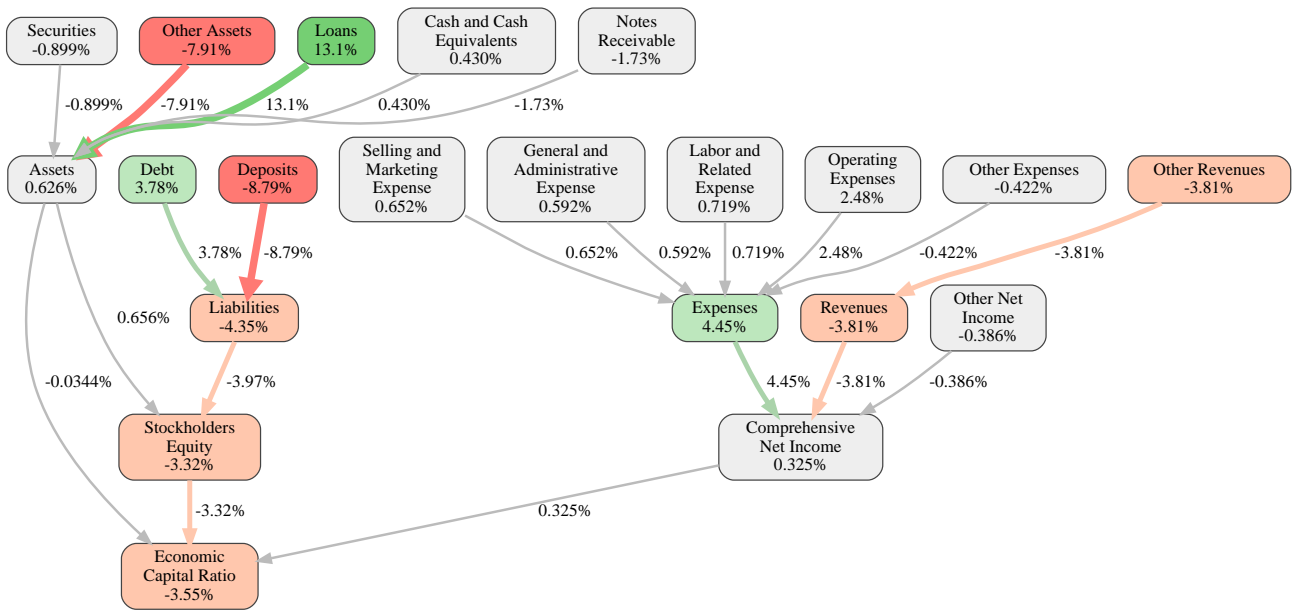 Securities
-0.899%
Other Assets
-7.91%
Loans
13.1%
Cash and Cash
Equivalents
0.430%
Notes
Receivable
-1.73%
-0.899%
-7.91%
13.1%
0.430%
-1.73%
Assets
0.626%
Debt
3.78%
Deposits
-8.79%
Selling and
Marketing
Expense
0.652%
General and
Administrative
Expense
0.592%
Labor and
Related
Expense
0.719%
Operating
Expenses
2.48%
Other Expenses
-0.422%
Other Revenues
-3.81%
3.78%
-8.79%
0.652%
0.592%
0.719%
2.48%
-0.422%
-3.81%
0.656%
Liabilities
-4.35%
Expenses
4.45%
Revenues
-3.81%
Other Net
Income
-0.386%
-0.0344%
-3.97%
4.45%
-3.81%
-0.386%
Stockholders
Equity
-3.32%
Comprehensive
Net Income
0.325%
-3.32%
0.325%
Economic
Capital Ratio
-3.55%